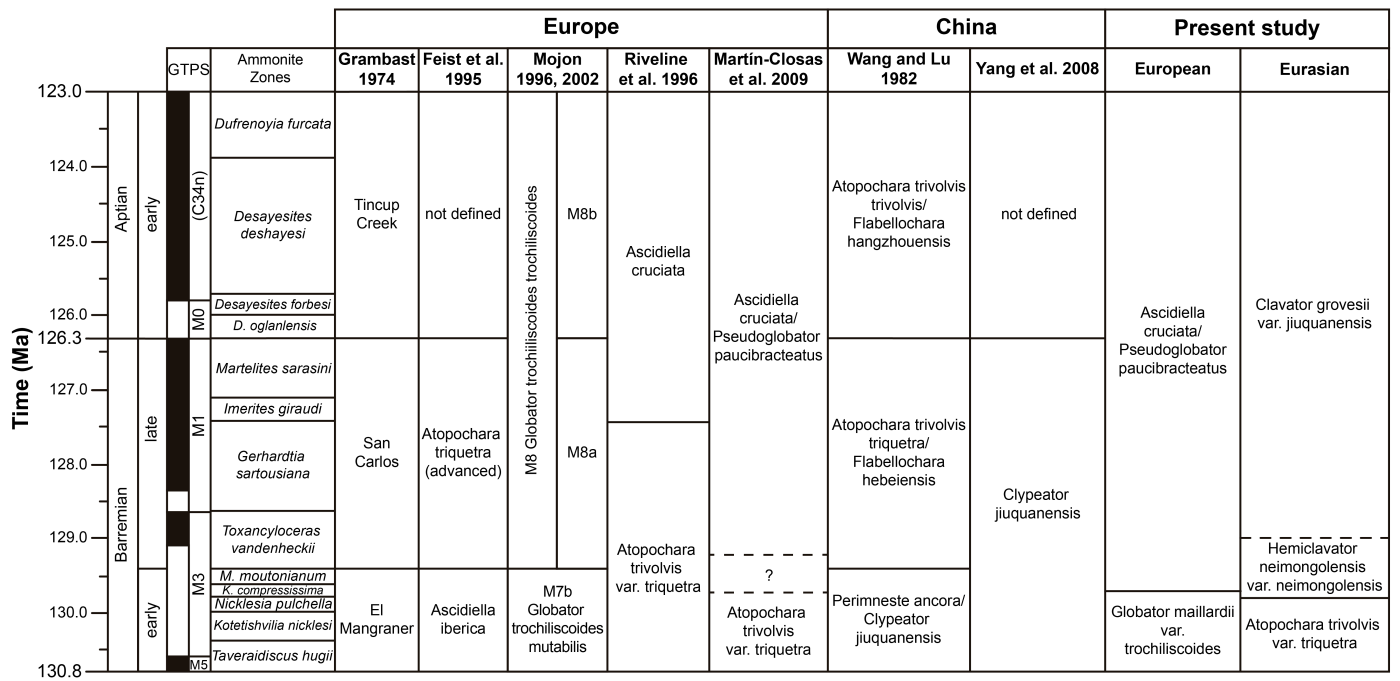 Europe
China
Present study
GTPS
Ammonite
Zones
Grambast
1974
Feist et al.
1995
Mojon
1996, 2002
Riveline
et al. 1996
Martín-Closas
et al. 2009
Wang and Lu
1982
Yang et al. 2008
European
Eurasian
Time (Ma)
123.0
124.0
125.0
126.0
126.3
127.0
128.0
129.0
130.0
130.8
Aptian
Barremian
early
late
early
(C34n)
M0
M1
M3
M5
Dufrenoyia furcata
Desayesites
deshayesi
Desayesites forbesi
D. oglanlensis
Martelites sarasini
Imerites giraudi
Gerhardtia
sartousiana
Toxancyloceras
vandenheckii
M. moutonianum
K. compressissima
Nicklesia pulchella
Kotetishvilia nicklesi
Taveraidiscus hugii
Tincup
Creek
San
Carlos
El
Mangraner
not defined
Atopochara
triquetra
(advanced)
Ascidiella
iberica
M8 Globator trochiiliscoides trochiliscoides
M8b
M8a
M7b
Globator
trochiliscoides
mutabilis
Ascidiella
cruciata
Atopochara
trivolvis
var. triquetra
Ascidiella
cruciata/
Pseudoglobator
paucibracteatus
?
Atopochara
trivolvis
var. triquetra
Atopochara trivolvis
trivolvis/
Flabellochara
hangzhouensis
Atopochara trivolvis
triquetra/
Flabellochara
hebeiensis
Perimneste ancora/
Clypeator
jiuquanensis
not defined
Clypeator
jiuquanensis
Ascidiella
cruciata/
Pseudoglobator
paucibracteatus
Globator maillardii
var.
trochiliscoides
Clavator grovesii
var. jiuquanensis
Hemiclavator
neimongolensis
var. neimongolensis
Atopochara trivolvis
var. triquetra